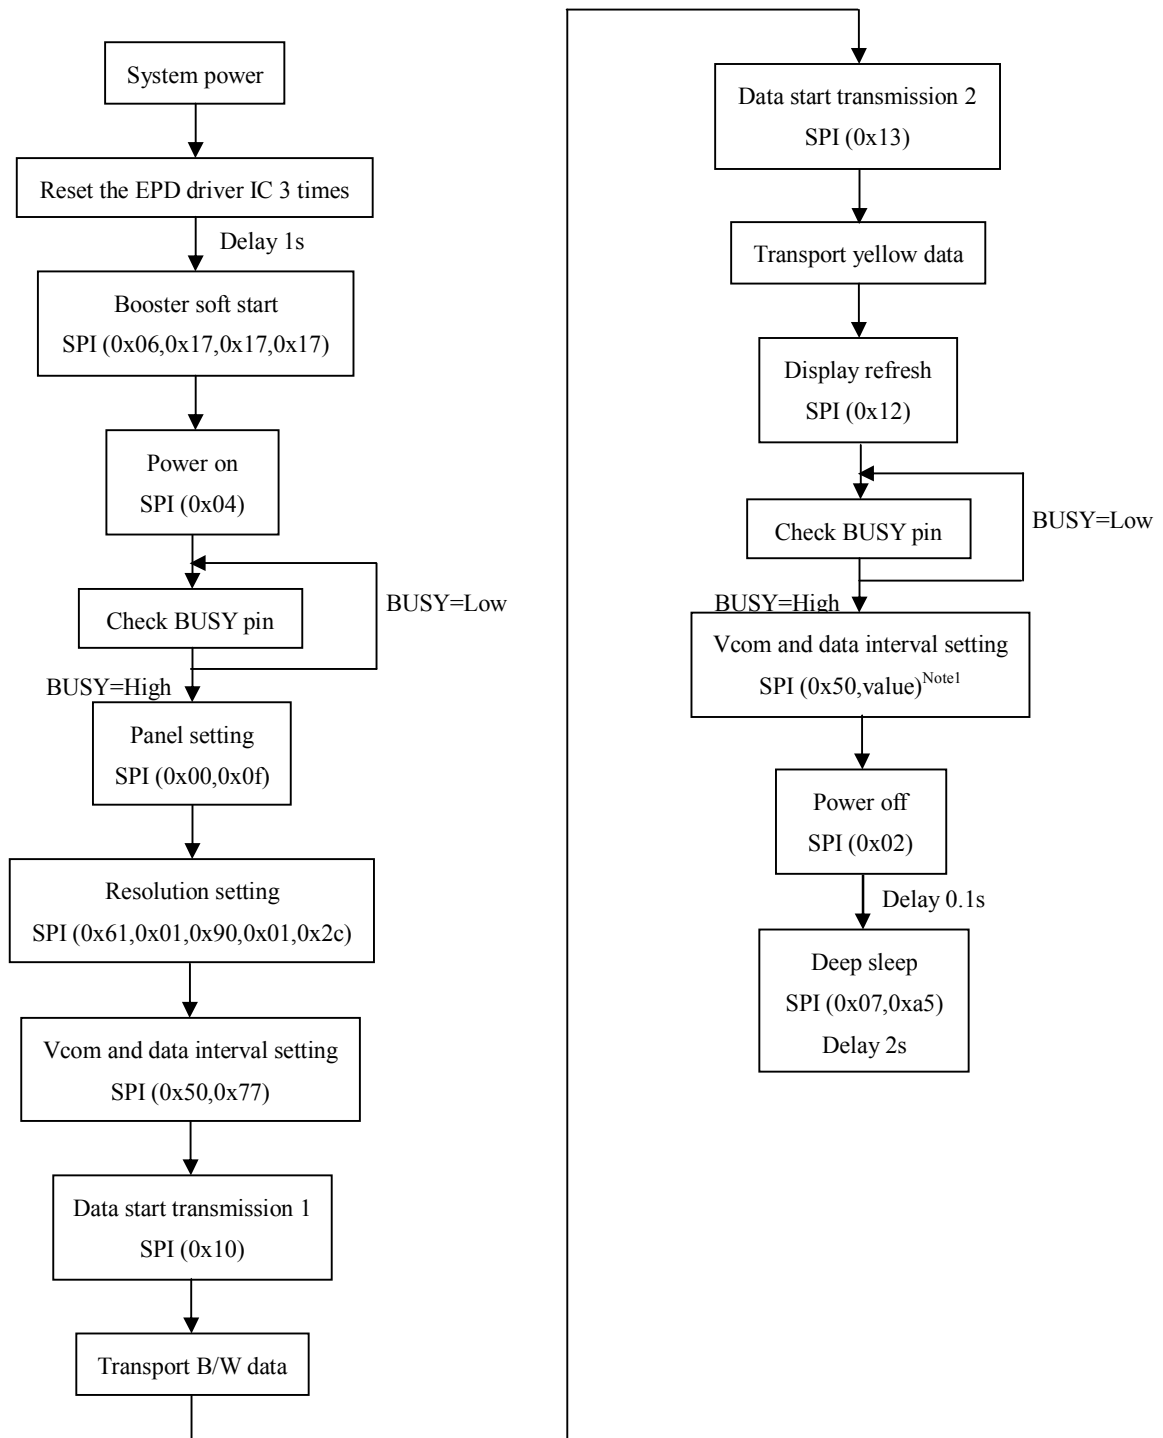 System power
Reset the EPD driver IC 3 times
Delay 1s
Booster soft start
SPI (0x06,0x17,0x17,0x17)
Power on
SPI (0x04)
Check BUSY pin
BUSY=Low
BUSY=High
Panel setting
SPI (0x00,0x0f)
Resolution setting
SPI (0x61,0x01,0x90,0x01,0x2c)
Vcom and data interval setting
SPI (0x50,0x77)
Data start transmission 1
SPI (0x10)
Transport B/W data
Data start transmission 2
SPI (0x13)
Transport yellow data
Display refresh
SPI (0x12)
Check BUSY pin
BUSY=Low
BUSY=High
Vcom and data interval setting
SPI (0x50,value)Note1
Power off
SPI (0x02)
Delay 0.1s
Deep sleep
SPI (0x07,0xa5)
Delay 2s